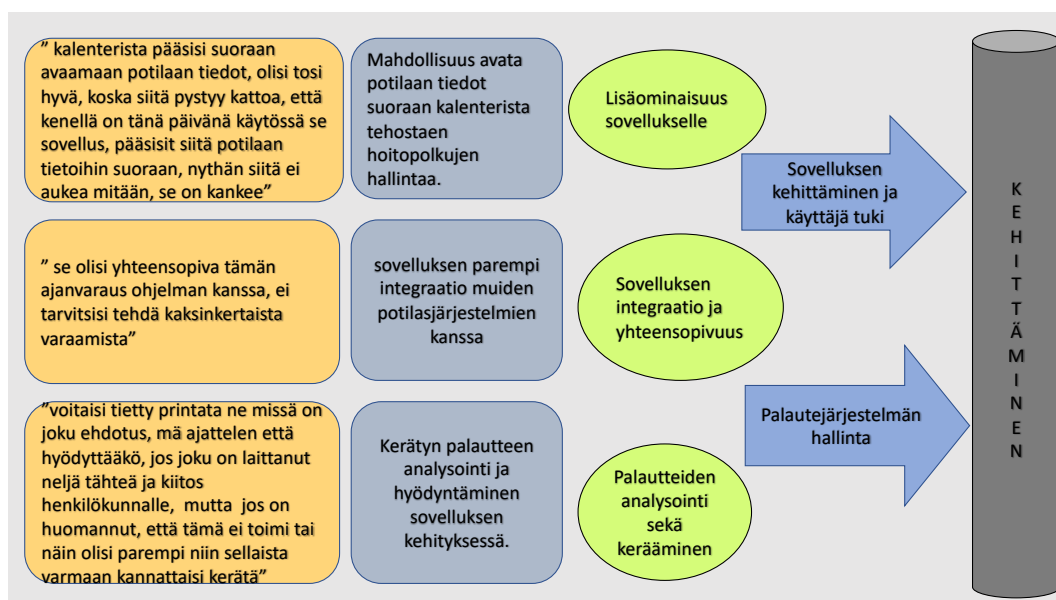 ” kalenterista pääsisi suoraan
avaamaan potilaan tiedot, olisi tosi
hyvä, koska siitä pystyy kattoa, että
kenellä on tänä päivänä käytössä se
sovellus, pääsisit siitä potilaan
tietoihin suoraan, nythän siitä ei
aukea mitään, se on kankee”
Mahdollisuus avata
potilaan tiedot
suoraan kalenterista
tehostaen
hoitopolkujen
hallintaa.
Lisäominaisuus
sovellukselle
Sovelluksen
kehittäminen ja
käyttäjä tuki
” se olisi yhteensopiva tämän
ajanvaraus ohjelman kanssa, ei
tarvitsisi tehdä kaksinkertaista
varaamista”
sovelluksen parempi
integraatio muiden
potilasjärjestelmien
kanssa
Sovelluksen
integraatio ja
yhteensopivuus
”voitaisi tietty printata ne missä on
joku ehdotus, mä ajattelen että
hyödyttääkö, jos joku on laittanut
neljä tähteä ja kiitos
henkilökunnalle, mutta jos on
huomannut, että tämä ei toimi tai
näin olisi parempi niin sellaista
varmaan kannattaisi kerätä”
Kerätyn palautteen
analysointi ja
hyödyntäminen
sovelluksen
kehityksessä.
Palautteiden
analysointi
sekä
kerääminen
Palautejärjestelmän
hallinta
K
E
H
I
T
T
Ä
M
I
N
E
N